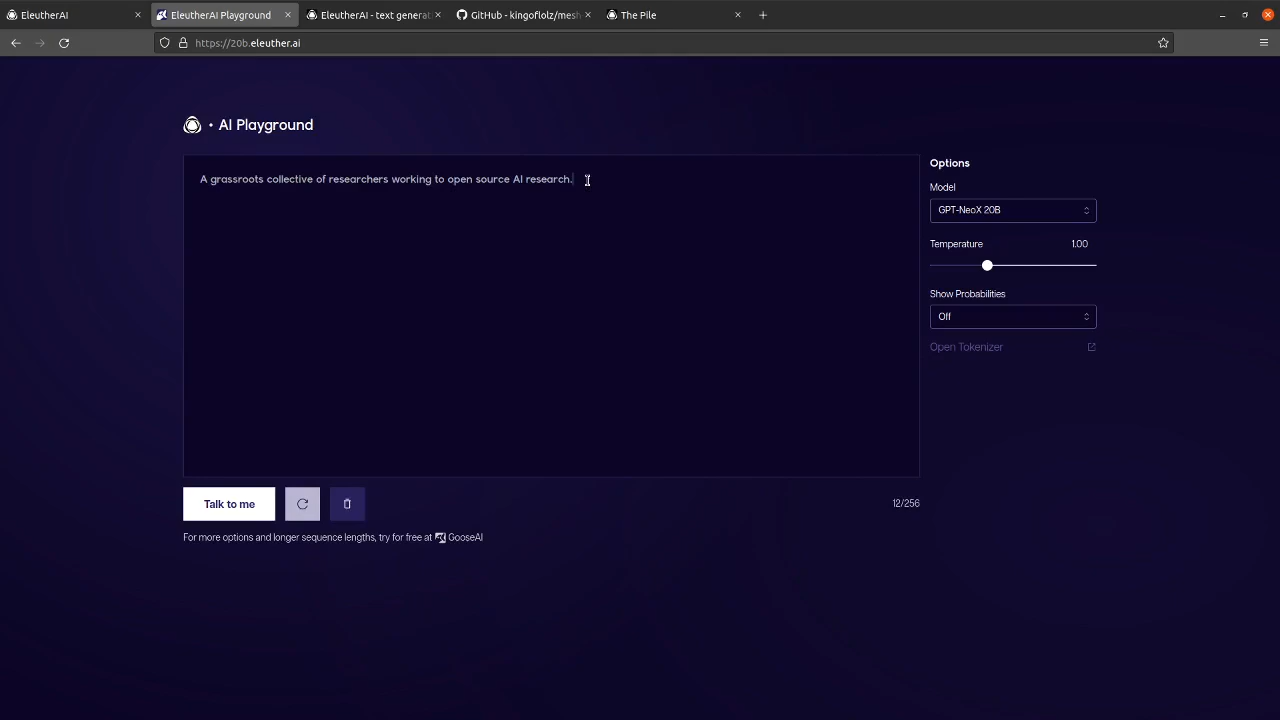 EleutherAI
EleutherAI Playground
EleutherAI - text generat
GitHub - kingoflolz/mesh
The Pile
https://20b.eleuther.ai
• AI Playground
A grassroots collective of researchers working to open source AI research.
Options
Model
GPT-NeoX 20B
Temperature 1.00
Show Probabilities
Off
Open Tokenizer
Talk to me
12/256
For more options and longer sequence lengths, try for free at GooseAI